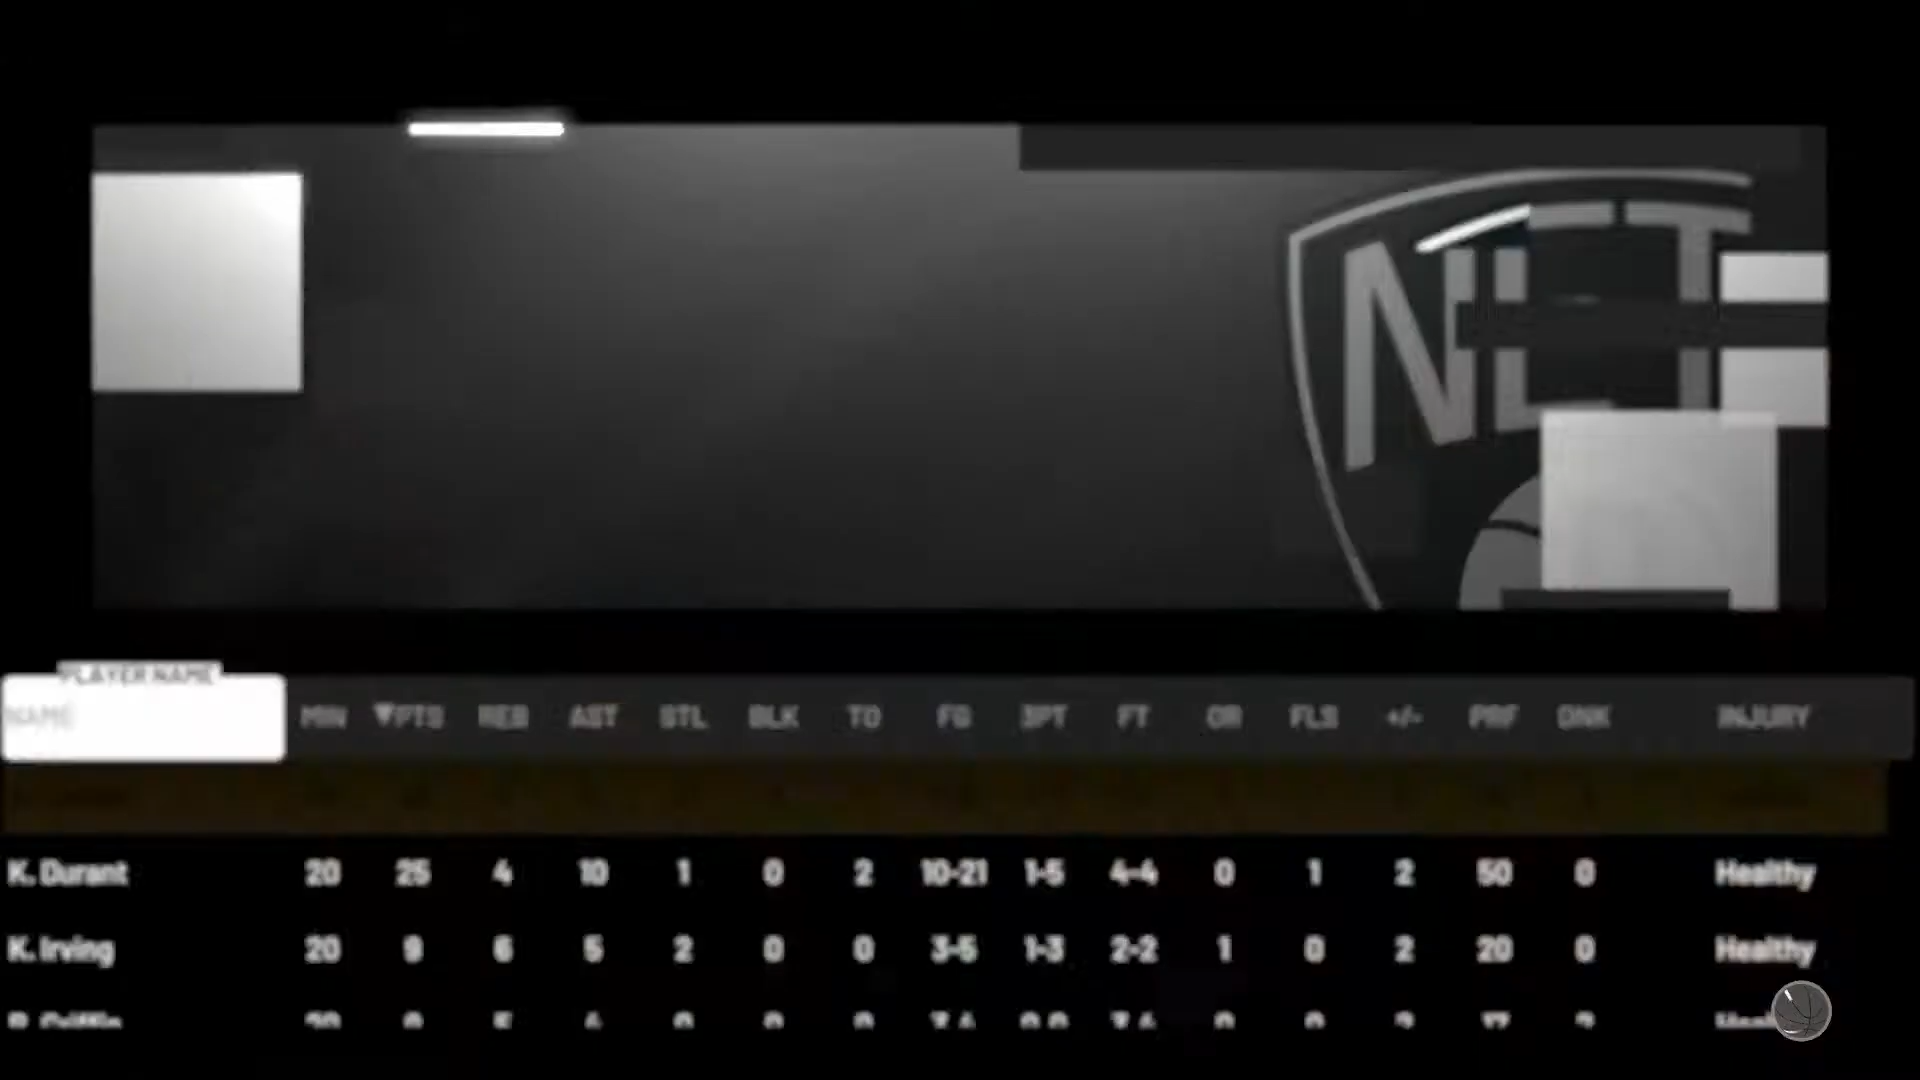 NLT
PLAYER NAME
NAME MIN ▼PTS REB AST STL BLK TO FG 3PT FT OR FLS +/- PRF DNK INJURY
K. Durant 20 25 4 10 1 0 2 10-21 1-5 4-4 0 1 2 50 0 Healthy
K. Irving 20 9 6 5 2 0 0 3-5 1-3 2-2 1 0 2 20 0 Healthy